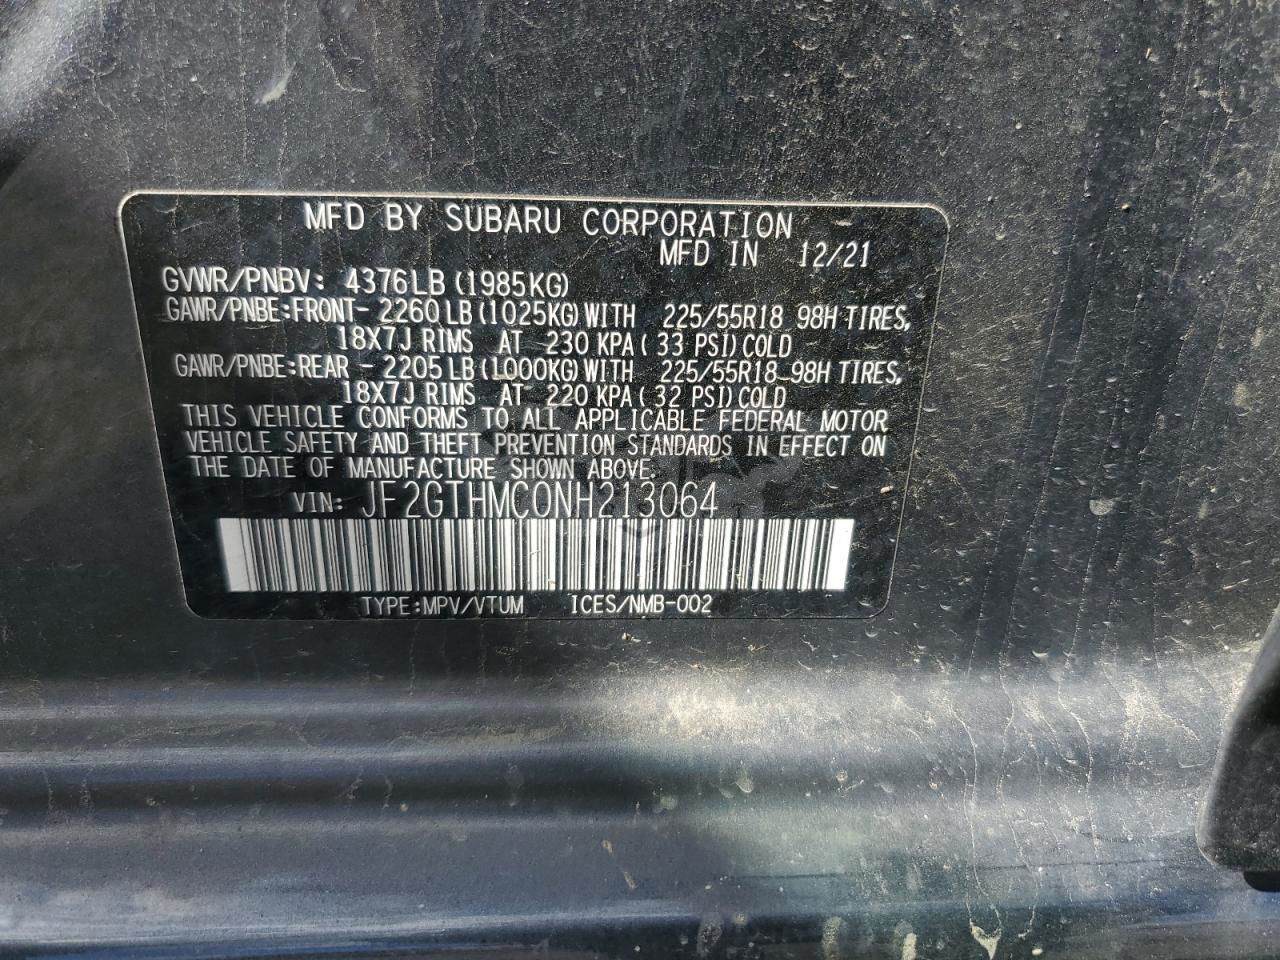 MFD BY SUBARU CORPORATION
MFD IN 12/21
GVWR/PNBV: 4376LB (1985KG)
GAWR/PNBE:FRONT- 2260LB (1025KG) WITH 225/55R18 98H TIRES,
18X7J RIMS AT 230 KPA( 33 PSI) COLD
GAWR/PNBE:REAR - 2205LB (1000KG) WITH 225/55R18 98H TIRES,
18X7J RIMS AT 220 KPA ( 32 PSI) COLD
THIS VEHICLE CONFORMS TO ALL APPLICABLE FEDERAL MOTOR
VEHICLE SAFETY AND THEFT PREVENTION STANDARDS IN EFFECT ON
THE DATE OF MANUFACTURE SHOWN ABOVE.
VIN: JF2GTHMC0NH213064
TYPE:MPV/VTUM ICES/NMB-002